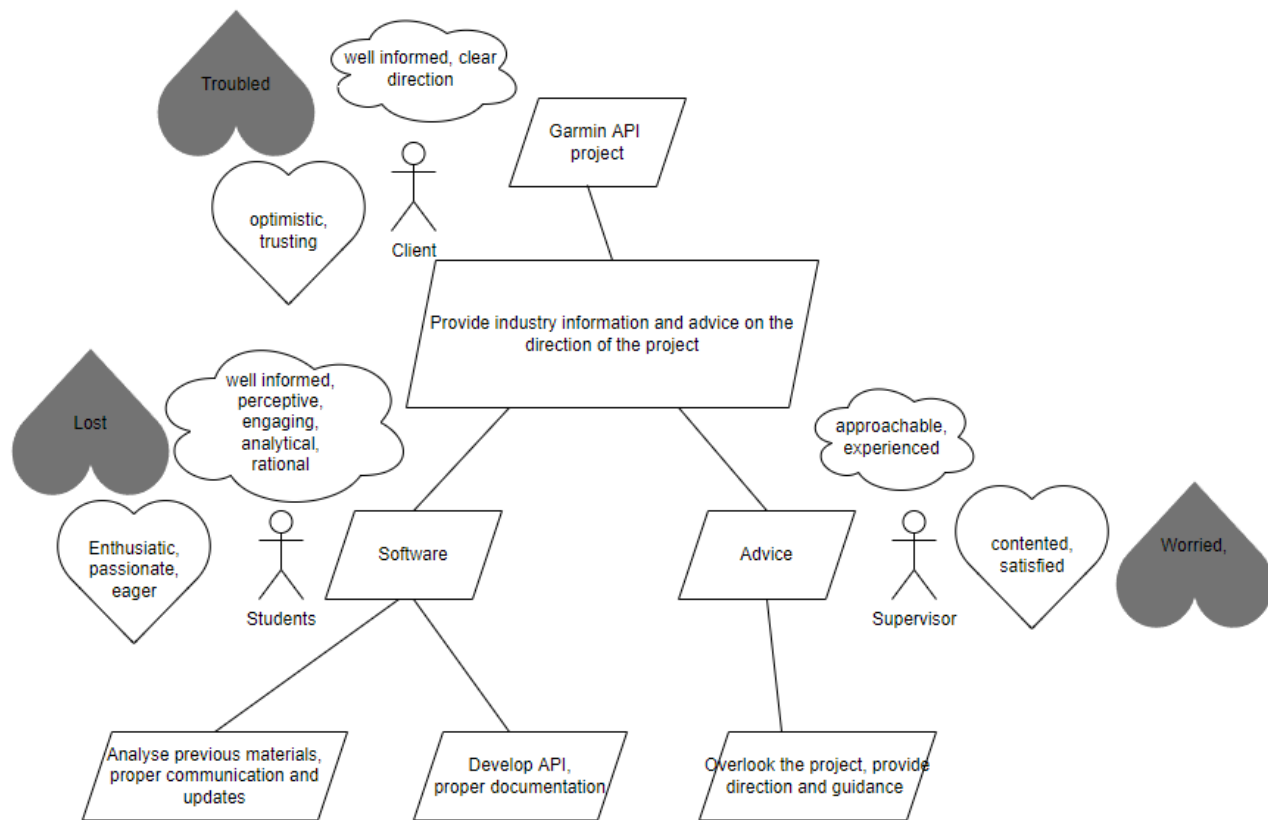 Troubled
well informed, clear
direction
Garmin API
project
optimistic,
trusting
Client
Provide industry information and advice on the
direction of the project
Lost
well informed,
perceptive,
engaging,
analytical,
rational
approachable,
experienced
Enthusiatic,
passionate,
eager
Students
Software
Advice
Supervisor
contented,
satisfied
Worried,
Analyse previous materials,
proper communication and
updates
Develop API,
proper documentation
Overlook the project, provide
direction and guidance